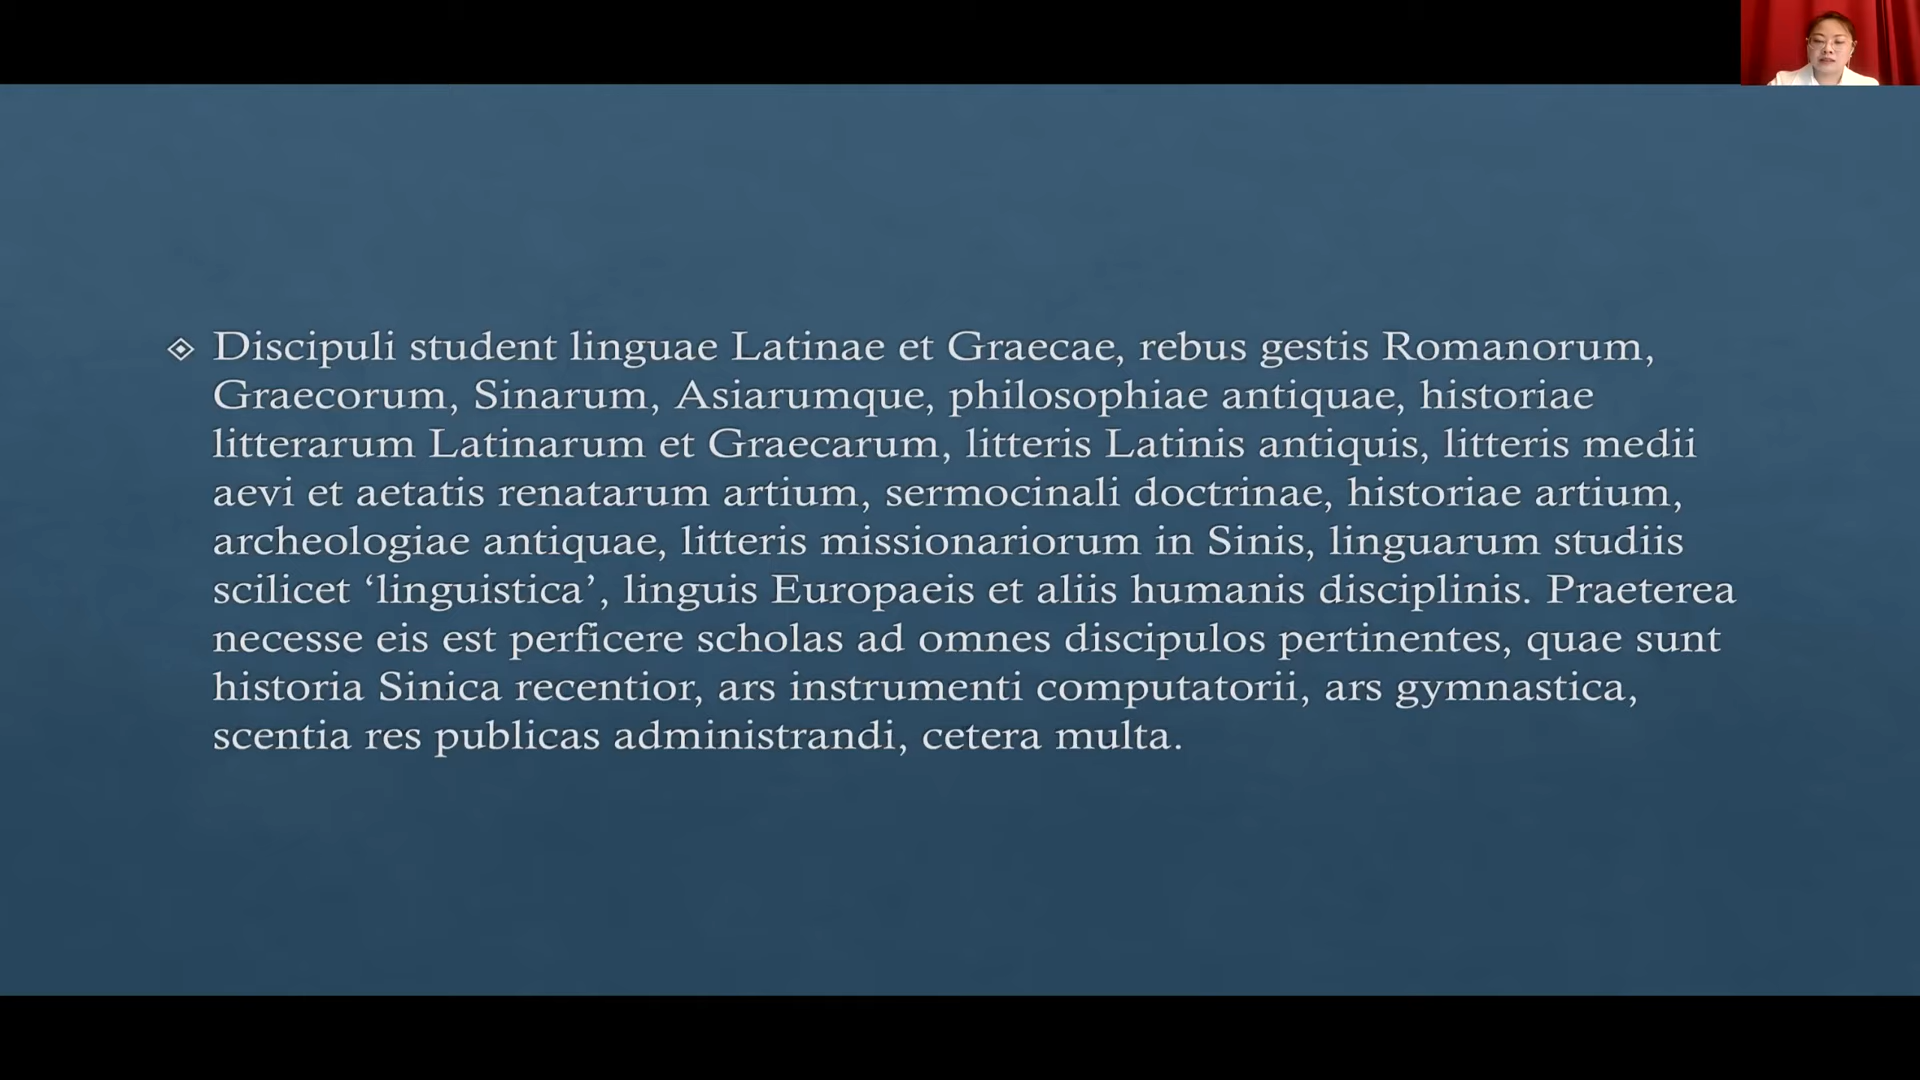 Discipuli student linguae Latinae et Graecae, rebus gestis Romanorum,
Graecorum, Sinarum, Asiarumque, philosophiae antiquae, historiae
litterarum Latinarum et Graecarum, litteris Latinis antiquis, litteris medii
aevi et aetatis renatarum artium, sermocinali doctrinae, historiae artium,
archeologiae antiquae, litteris missionariorum in Sinis, linguarum studiis
scilicet ‘linguistica’, linguis Europaeis et aliis humanis disciplinis. Praeterea
necesse eis est perficere scholas ad omnes discipulos pertinentes, quae sunt
historia Sinica recentior, ars instrumenti computatorii, ars gymnastica,
scentia res publicas administrandi, cetera multa.